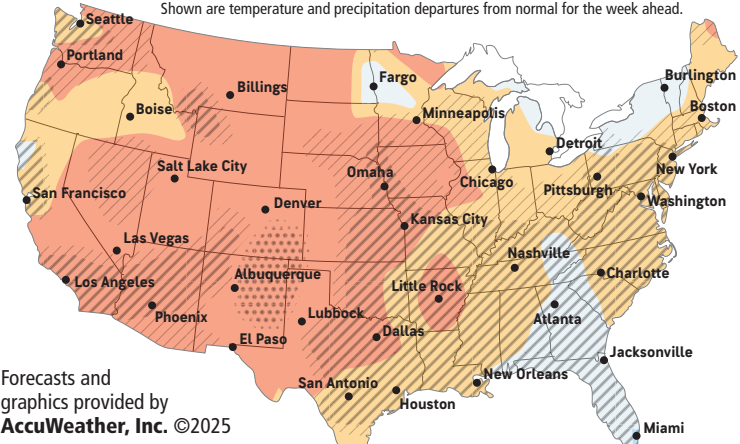 Shown are temperature and precipitation departures from normal for the week ahead.
Seattle
Portland
Billings
Fargo
Burlington
Boise
Minneapolis
Boston
Detroit
Salt Lake City
Omaha
Chicago
New York
San Francisco
Pittsburgh
Denver
Washington
Kansas City
Las Vegas
Nashville
Los Angeles
Albuquerque
Little Rock
Charlotte
Phoenix
Lubbock
Atlanta
El Paso
Dallas
Jacksonville
San Antonio
New Orleans
Houston
Miami
Forecasts and
graphics provided by
AccuWeather, Inc. ©2025